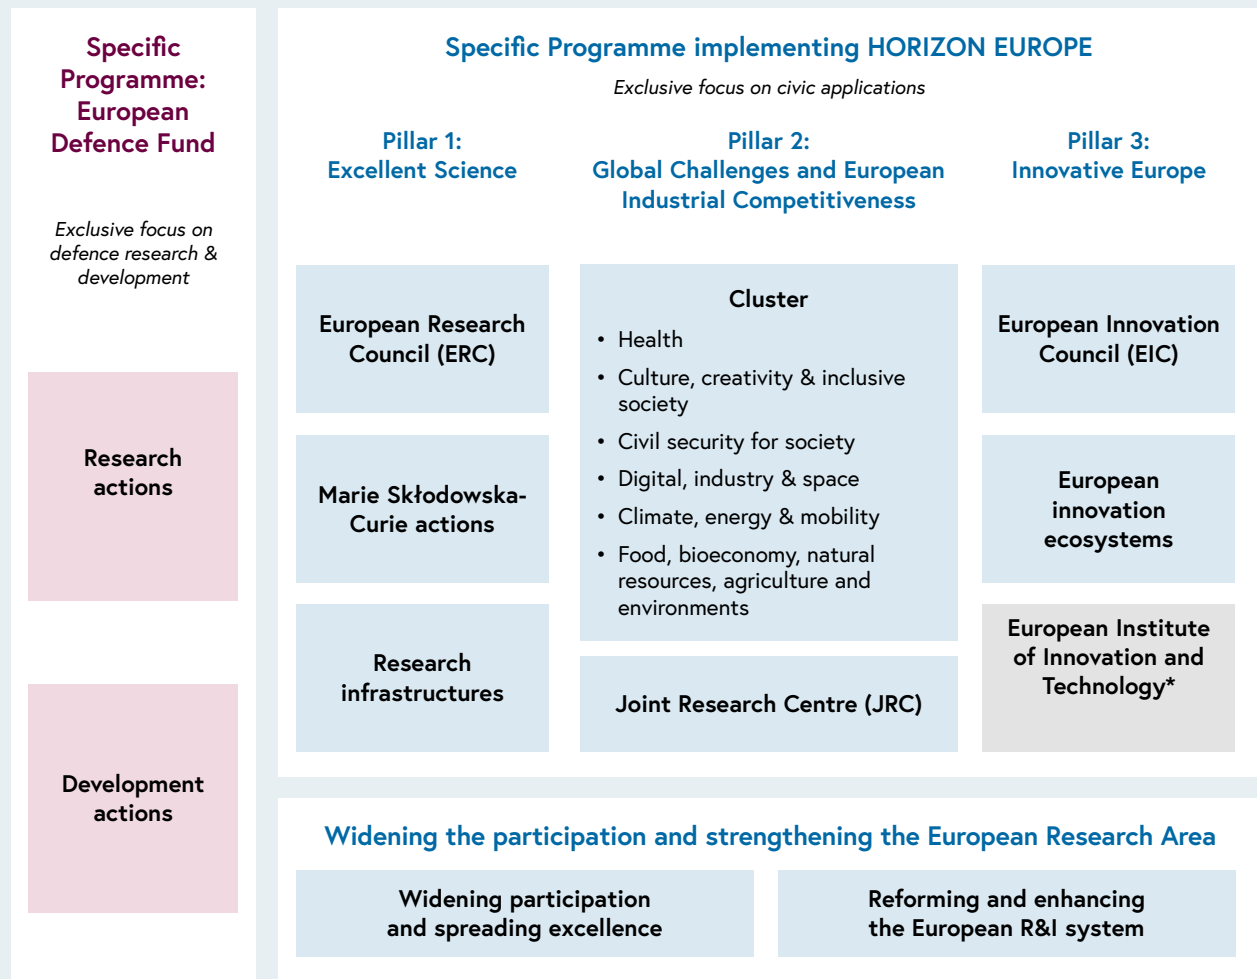 Specific
Programme:
European
Defence Fund
Exclusive focus on
defence research &
development
Research
actions
Development
actions
Specific Programme implementing HORIZON EUROPE
Exclusive focus on civic applications
Pillar 1:
Excellent Science
European Research
Council (ERC)
Marie Skłodowska-
Curie actions
Research
infrastructures
Pillar 2:
Global Challenges and European
Industrial Competitiveness
Cluster
• Health
• Culture, creativity & inclusive
society
• Civil security for society
• Digital, industry & space
• Climate, energy & mobility
• Food, bioeconomy, natural
resources, agriculture and
environments
Joint Research Centre (JRC)
Pillar 3:
Innovative Europe
European Innovation
Council (EIC)
European
innovation
ecosystems
European Institute
of Innovation and
Technology*
Widening the participation and strengthening the European Research Area
Widening participation
and spreading excellence
Reforming and enhancing
the European R&I system